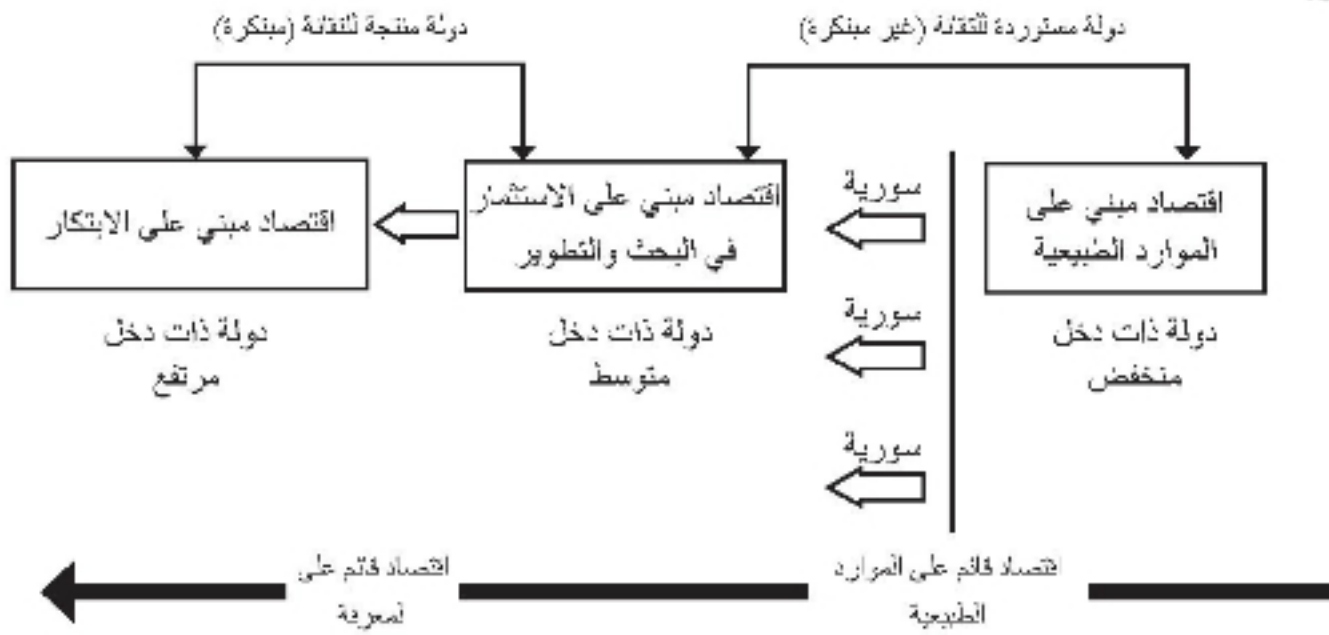 دولة مستوردة للتقانة (غير مبتكرة)
دولة منتجة للتقانة (مبتكرة)
اقتصاد مبني على
الموارد الطبيعية
دولة ذات دخل
منخفض
سورية
سورية
سورية
اقتصاد مبني على الاستثمار
في البحث والتطوير
دولة ذات دخل
متوسط
اقتصاد مبني على الابتكار
دولة ذات دخل
مرتفع
اقتصاد قائم على الموارد
الطبيعية
اقتصاد قائم على
لمعرفة